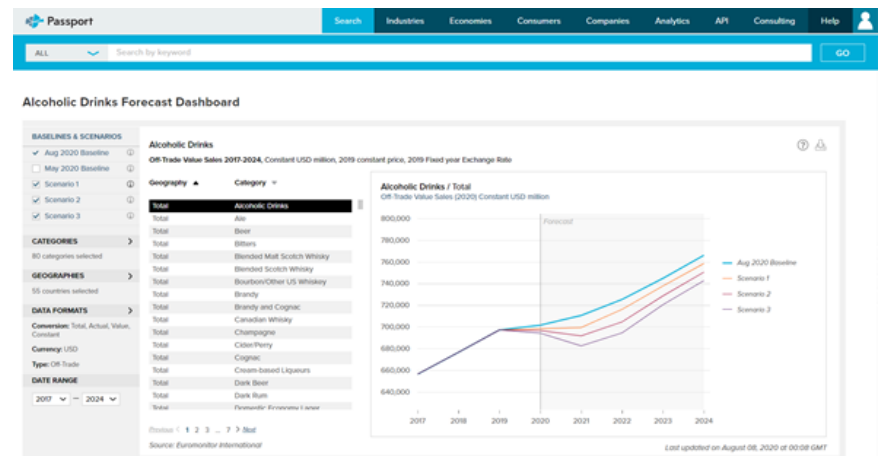 Passport
Search Industries Economies Consumers Companies Analytics API Consulting Help
ALL Search by keyword GO
Alcoholic Drinks Forecast Dashboard
BASELINES & SCENARIOS
Aug 2020 Baseline
May 2020 Baseline
Scenario 1
Scenario 2
Scenario 3
CATEGORIES
80 categories selected
GEOGRAPHIES
55 countries selected
DATA FORMATS
Conversion: Total, Actual, Value,
Constant
Currency: USD
Type: Off-Trade
DATE RANGE
2017 – 2024
Alcoholic Drinks
Off-Trade Value Sales 2017-2024, Constant USD million, 2019 constant price, 2019 Fixed year Exchange Rate
Geography Category
Total Alcoholic Drinks
Total Ale
Total Beer
Total Bitters
Total Blended Malt Scotch Whisky
Total Blended Scotch Whisky
Total Bourbon/Other US Whiskey
Total Brandy
Total Brandy and Cognac
Total Canadian Whisky
Total Champagne
Total Cider/Perry
Total Cognac
Total Cream-based Liqueurs
Total Dark Beer
Total Dark Rum
Total Domestic Economy Lager
Previous < 1 2 3 ... 7 > Next
Source: Euromonitor International
Alcoholic Drinks / Total
Off-Trade Value Sales (2020) Constant USD million
800,000
780,000
760,000
740,000
720,000
700,000
680,000
660,000
640,000
Forecast
2017 2018 2019 2020 2021 2022 2023 2024
Aug 2020 Baseline
Scenario 1
Scenario 2
Scenario 3
Last updated on August 08, 2020 at 00:08 GMT